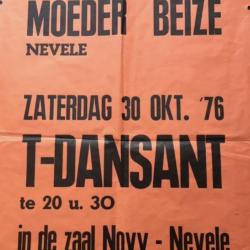 MOEDER BEIZE
NEVELE
ZATERDAG 30 OKT. '76
T-DANSANT
te 20 u. 30
in de zaal Novy - Nevele